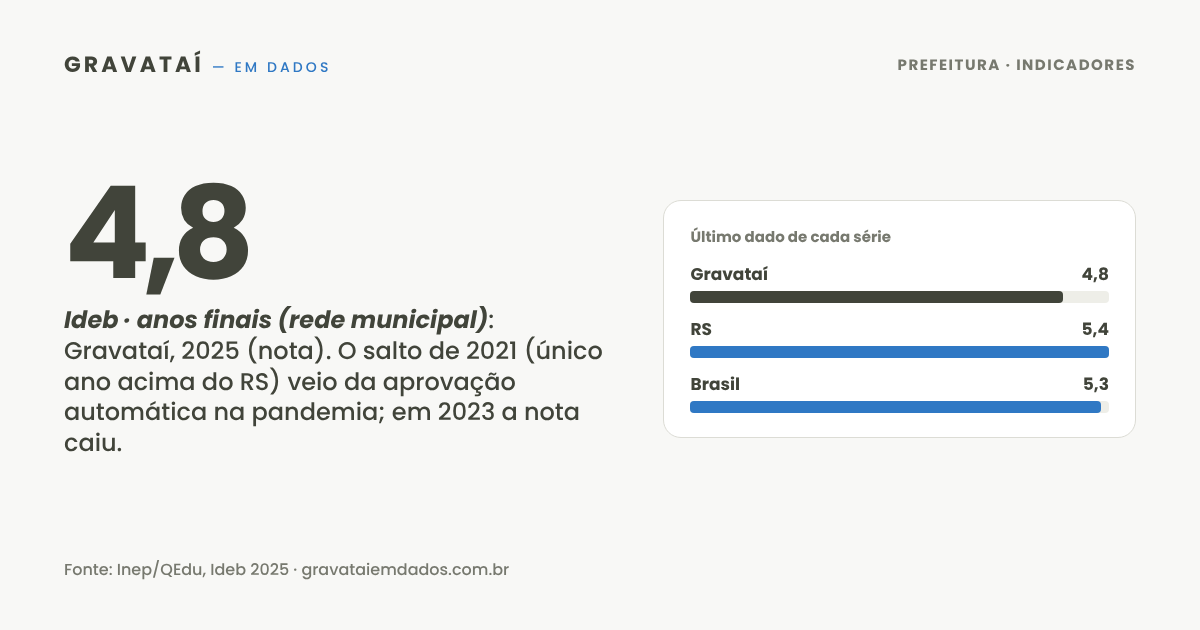 GRAVATAÍ — EM DADOS
PREFEITURA · INDICADORES
4,8
Ideb · anos finais (rede municipal):
Gravataí, 2025 (nota). O salto de 2021 (único
ano acima do RS) veio da aprovação
automática na pandemia; em 2023 a nota
caiu.
Último dado de cada série
Gravataí 4,8
RS 5,4
Brasil 5,3
Fonte: Inep/QEdu, Ideb 2025 · gravataiemdados.com.br